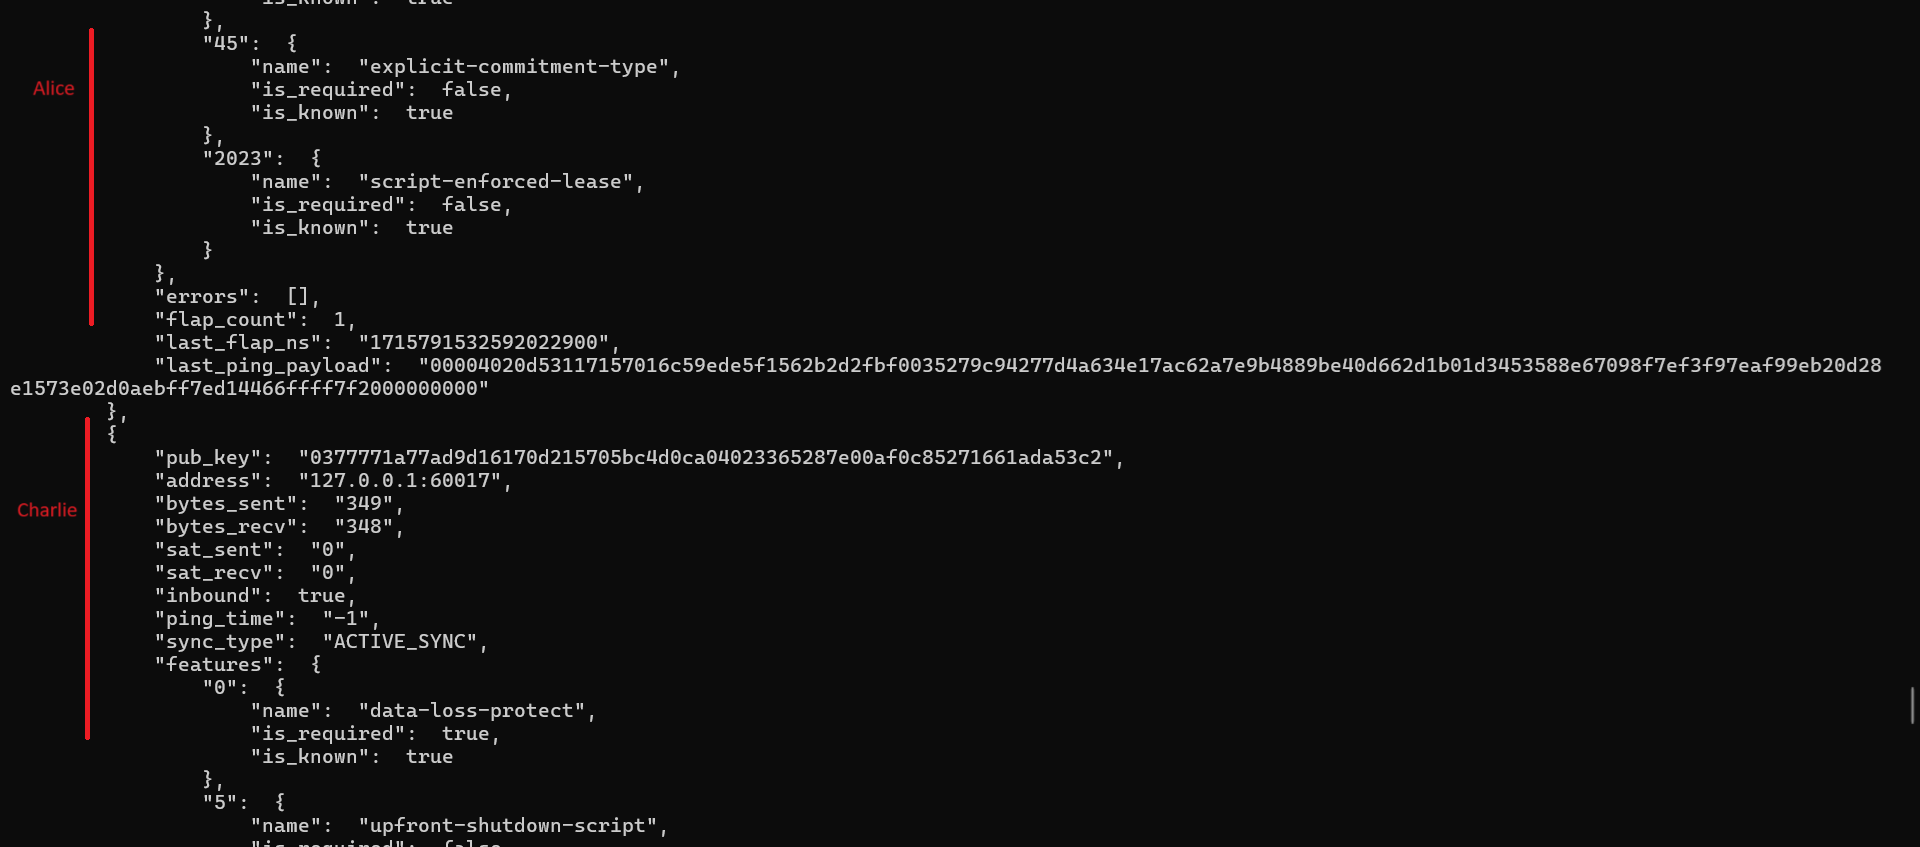 },
"45":  {
Alice
"name":  "explicit-commitment-type",
"is_required":  false,
"is_known":  true
},
"2023":  {
"name":  "script-enforced-lease",
"is_required":  false,
"is_known":  true
}
},
"errors":  [],
"flap_count":  1,
"last_flap_ns":  "1715791532592022900",
"last_ping_payload":  "00004020d53117157016c59ede5f1562b2d2fbf0035279c94277d4a634e17ac62a7e9b4889be40d662d1b01d3453588e67098f7ef3f97eaf99eb20d28
e1573e02d0aebff7ed14466ffff7f2000000000"
},
{
"pub_key":  "0377771a77ad9d16170d215705bc4d0ca04023365287e00af0c85271661ada53c2",
"address":  "127.0.0.1:60017",
"bytes_sent":  "349",
Charlie
"bytes_recv":  "348",
"sat_sent":  "0",
"sat_recv":  "0",
"inbound":  true,
"ping_time":  "-1",
"sync_type":  "ACTIVE_SYNC",
"features":  {
"0":  {
"name":  "data-loss-protect",
"is_required":  true,
"is_known":  true
},
"5":  {
"name":  "upfront-shutdown-script",